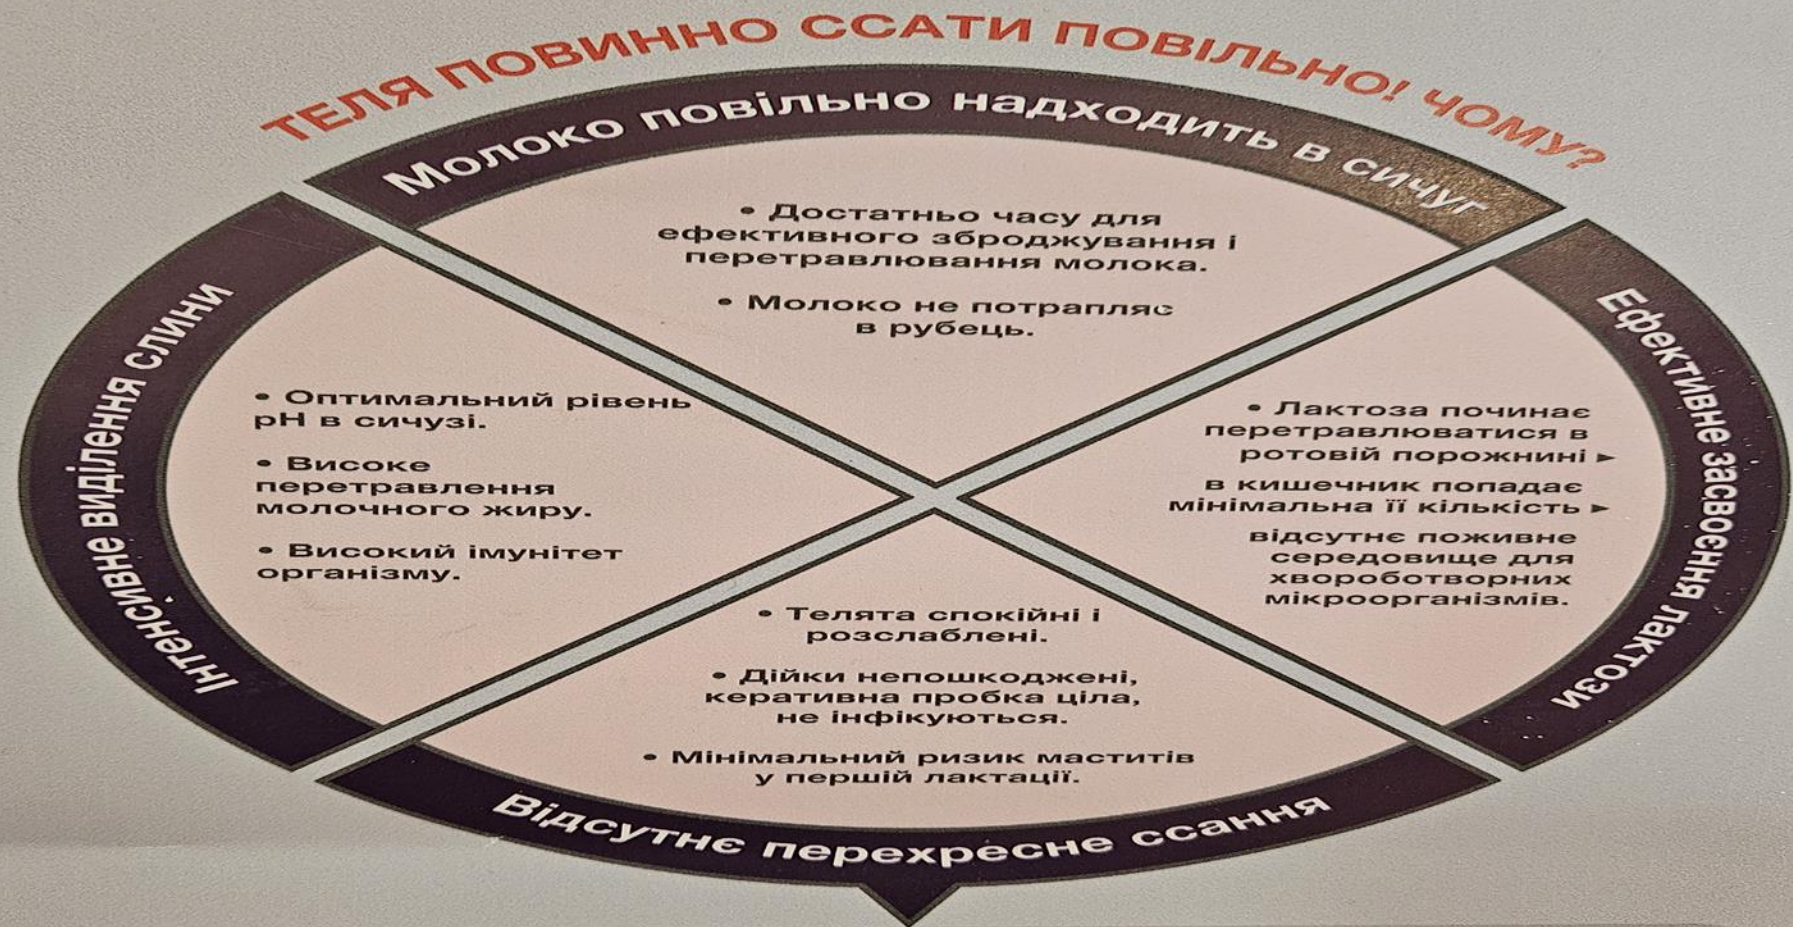 ТЕЛЯ ПОВИННО ССАТИ ПОВІЛЬНО! ЧОМУ?
Молоко повільно надходить в сичуг
• Достатньо часу для
ефективного зброджування і
перетравлювання молока.
• Молоко не потрапляє
в рубець.
Ефективне засвоєння лактози
• Лактоза починає
перетравлюватися в
ротовій порожнині ►
в кишечник попадає
мінімальна її кількість ►
відсутнє поживне
середовище для
хвороботворних
мікроорганізмів.
Інтенсивне виділення слини
• Оптимальний рівень
pH в сичузі.
• Високе
перетравлення
молочного жиру.
• Високий імунітет
організму.
• Телята спокійні і
розслаблені.
• Дійки непошкоджені,
керативна пробка ціла,
не інфікуються.
• Мінімальний ризик маститів
у першій лактації.
Відсутнє перехресне ссання